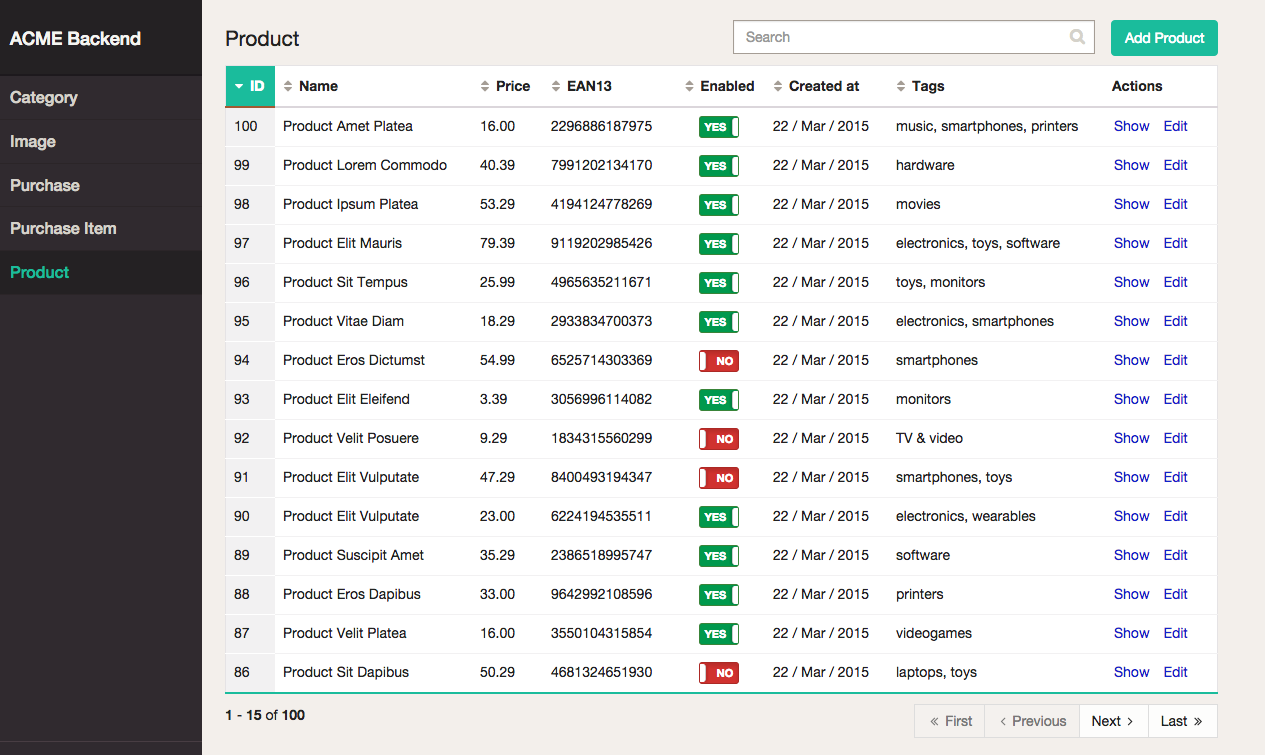 ACME Backend
Category
Image
Purchase
Purchase Item
Product
Product
Search
Add Product
ID Name Price EAN13 Enabled Created at Tags Actions
100 Product Amet Platea 16.00 2296886187975 YES 22 / Mar / 2015 music, smartphones, printers Show Edit
99 Product Lorem Commodo 40.39 7991202134170 YES 22 / Mar / 2015 hardware Show Edit
98 Product Ipsum Platea 53.29 4194124778269 YES 22 / Mar / 2015 movies Show Edit
97 Product Elit Mauris 79.39 9119202985426 YES 22 / Mar / 2015 electronics, toys, software Show Edit
96 Product Sit Tempus 25.99 4965635211671 YES 22 / Mar / 2015 toys, monitors Show Edit
95 Product Vitae Diam 18.29 2933834700373 YES 22 / Mar / 2015 electronics, smartphones Show Edit
94 Product Eros Dictumst 54.99 6525714303369 NO 22 / Mar / 2015 smartphones Show Edit
93 Product Elit Eleifend 3.39 3056996114082 YES 22 / Mar / 2015 monitors Show Edit
92 Product Velit Posuere 9.29 1834315560299 NO 22 / Mar / 2015 TV & video Show Edit
91 Product Elit Vulputate 47.29 8400493194347 NO 22 / Mar / 2015 smartphones, toys Show Edit
90 Product Elit Vulputate 23.00 6224194535511 YES 22 / Mar / 2015 electronics, wearables Show Edit
89 Product Suscipit Amet 35.29 2386518995747 YES 22 / Mar / 2015 software Show Edit
88 Product Eros Dapibus 33.00 9642992108596 YES 22 / Mar / 2015 printers Show Edit
87 Product Velit Platea 16.00 3550104315854 YES 22 / Mar / 2015 videogames Show Edit
86 Product Sit Dapibus 50.29 4681324651930 NO 22 / Mar / 2015 laptops, toys Show Edit
1 - 15 of 100
« First ‹ Previous Next › Last »